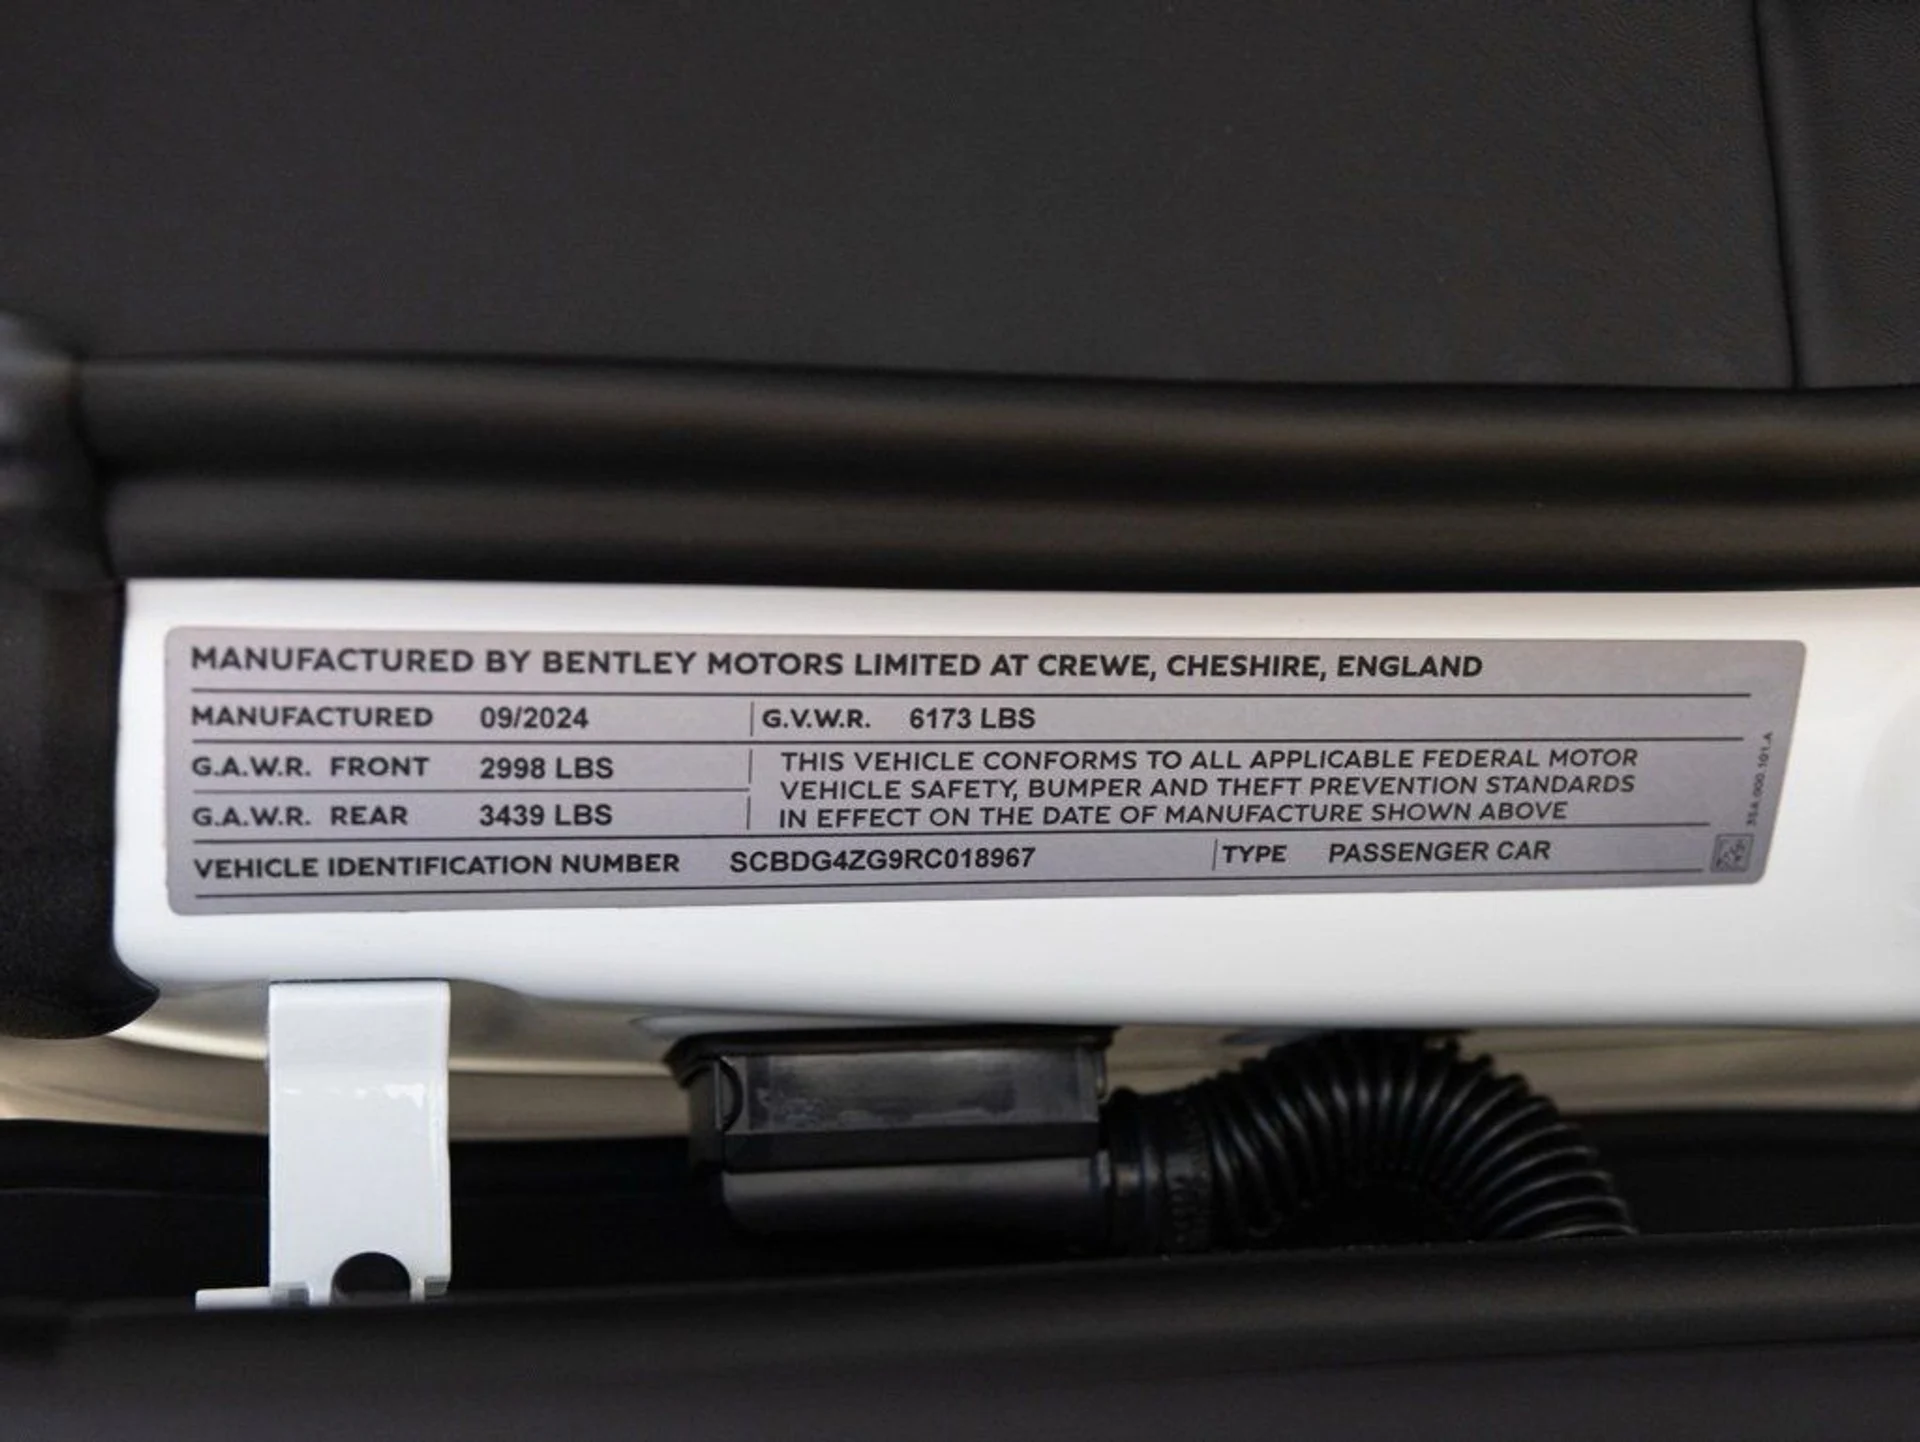 MANUFACTURED BY BENTLEY MOTORS LIMITED AT CREWE, CHESHIRE, ENGLAND
MANUFACTURED 09/2024 G.V.W.R. 6173 LBS
G.A.W.R. FRONT 2998 LBS
G.A.W.R. REAR 3439 LBS
THIS VEHICLE CONFORMS TO ALL APPLICABLE FEDERAL MOTOR
VEHICLE SAFETY, BUMPER AND THEFT PREVENTION STANDARDS
IN EFFECT ON THE DATE OF MANUFACTURE SHOWN ABOVE
VEHICLE IDENTIFICATION NUMBER SCBDG4ZG9RC018967 TYPE PASSENGER CAR